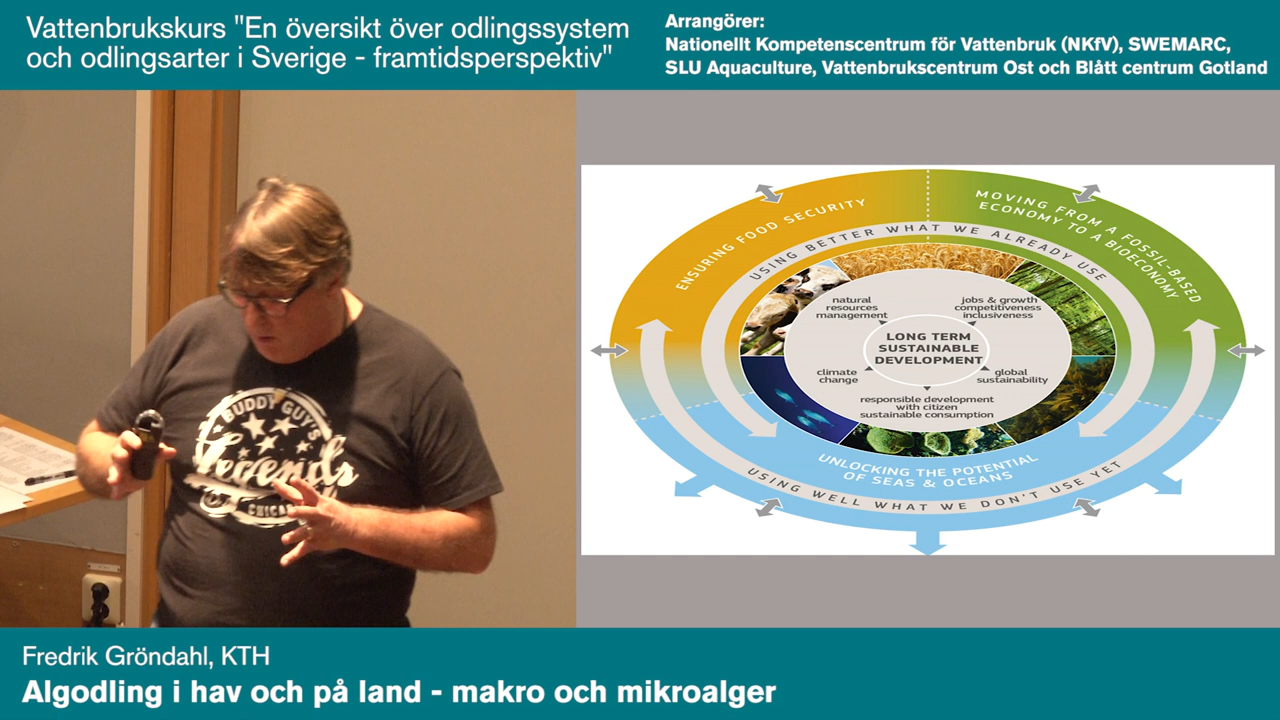 Vattenbrukskurs "En översikt över odlingssystem
och odlingsarter i Sverige - framtidsperspektiv"
Arrangörer:
Nationellt Kompetenscentrum för Vattenbruk (NKfV), SWEMARC,
SLU Aquaculture, Vattenbrukscentrum Ost och Blått centrum Gotland
BUDDY GUY'S
Legends
ENSURING FOOD SECURITY
MOVING FROM A FOSSIL-BASED
ECONOMY TO A BIOECONOMY
USING BETTER WHAT WE ALREADY USE
natural
resources
management
jobs & growth
competitiveness
inclusiveness
LONG TERM
SUSTAINABLE
DEVELOPMENT
climate
change
global
sustainability
responsible development
with citizen
sustainable consumption
UNLOCKING THE POTENTIAL
OF SEAS & OCEANS
USING WELL WHAT WE DON'T USE YET
Fredrik Gröndahl, KTH
Algodling i hav och på land - makro och mikroalger